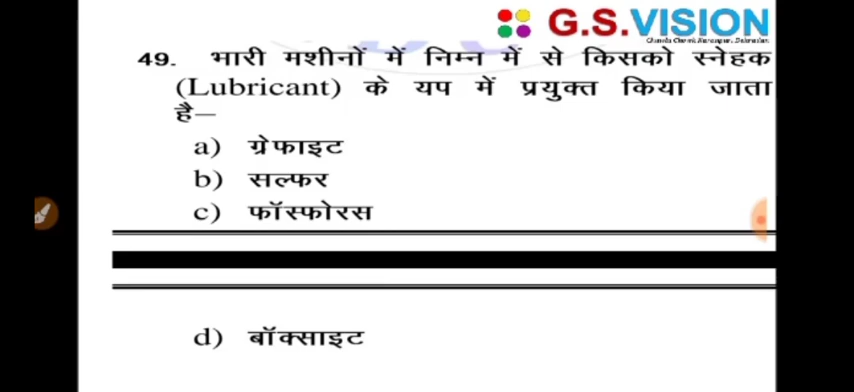 G.S.VISION
49. भारी मशीनों में निम्न में से किसको स्नेहक
(Lubricant) के यप में प्रयुक्त किया जाता
है–
a) ग्रेफाइट
b) सल्फर
c) फॉस्फोरस
d) बॉक्साइट